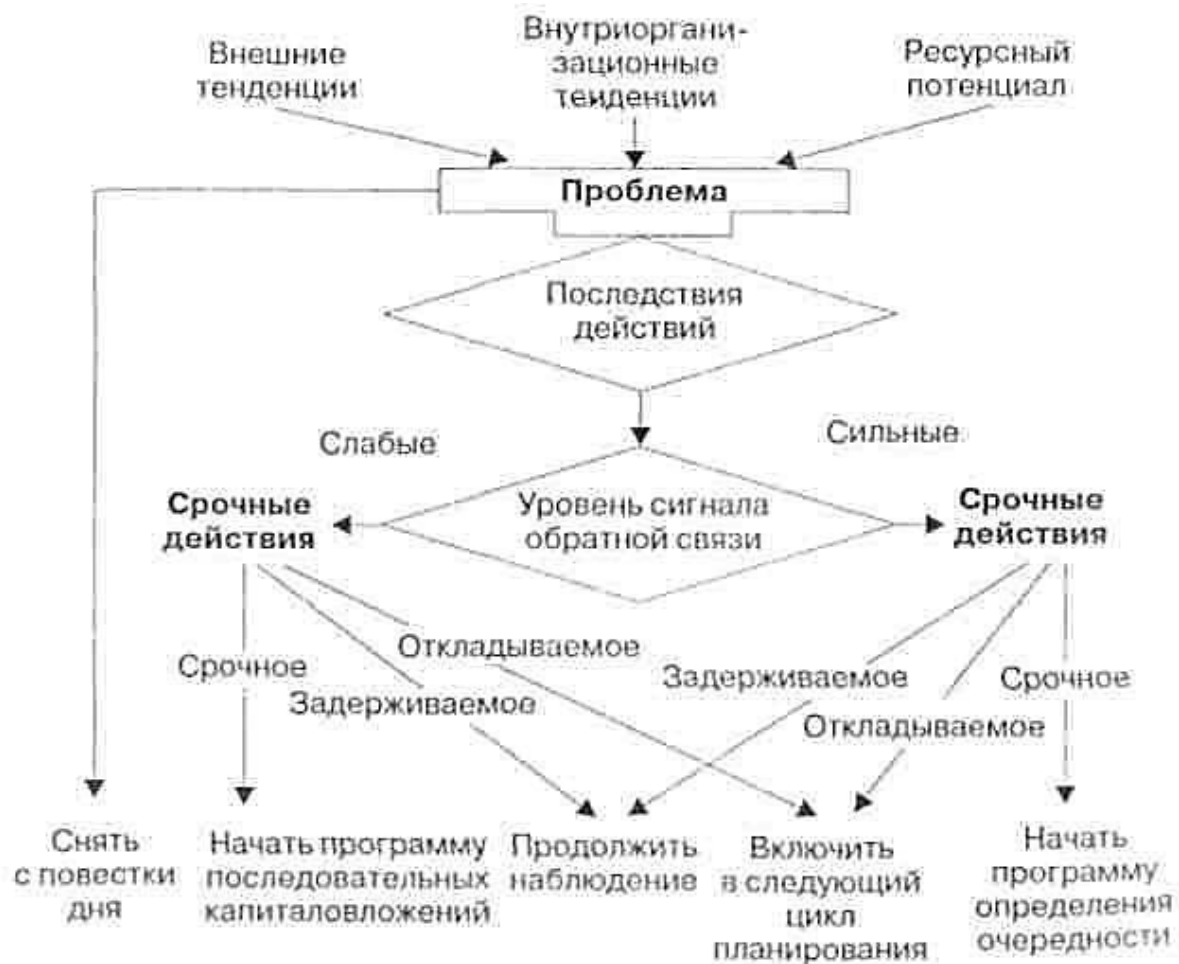 Внешние
тенденции
Внутриоргани-
зационные
тенденции
Ресурсный
потенциал
Проблема
Последствия
действий
Слабые
Сильные
Срочные
действия
Уровень сигнала
обратной связи
Срочные
действия
Откладываемое
Срочное
Задерживаемое
Задерживаемое
Срочное
Откладываемое
Снять
с повестки
дня
Начать программу
последовательных
капиталовложений
Продолжить
наблюдение
Включить
в следующий
цикл
планирования
Начать
программу
определения
очередности